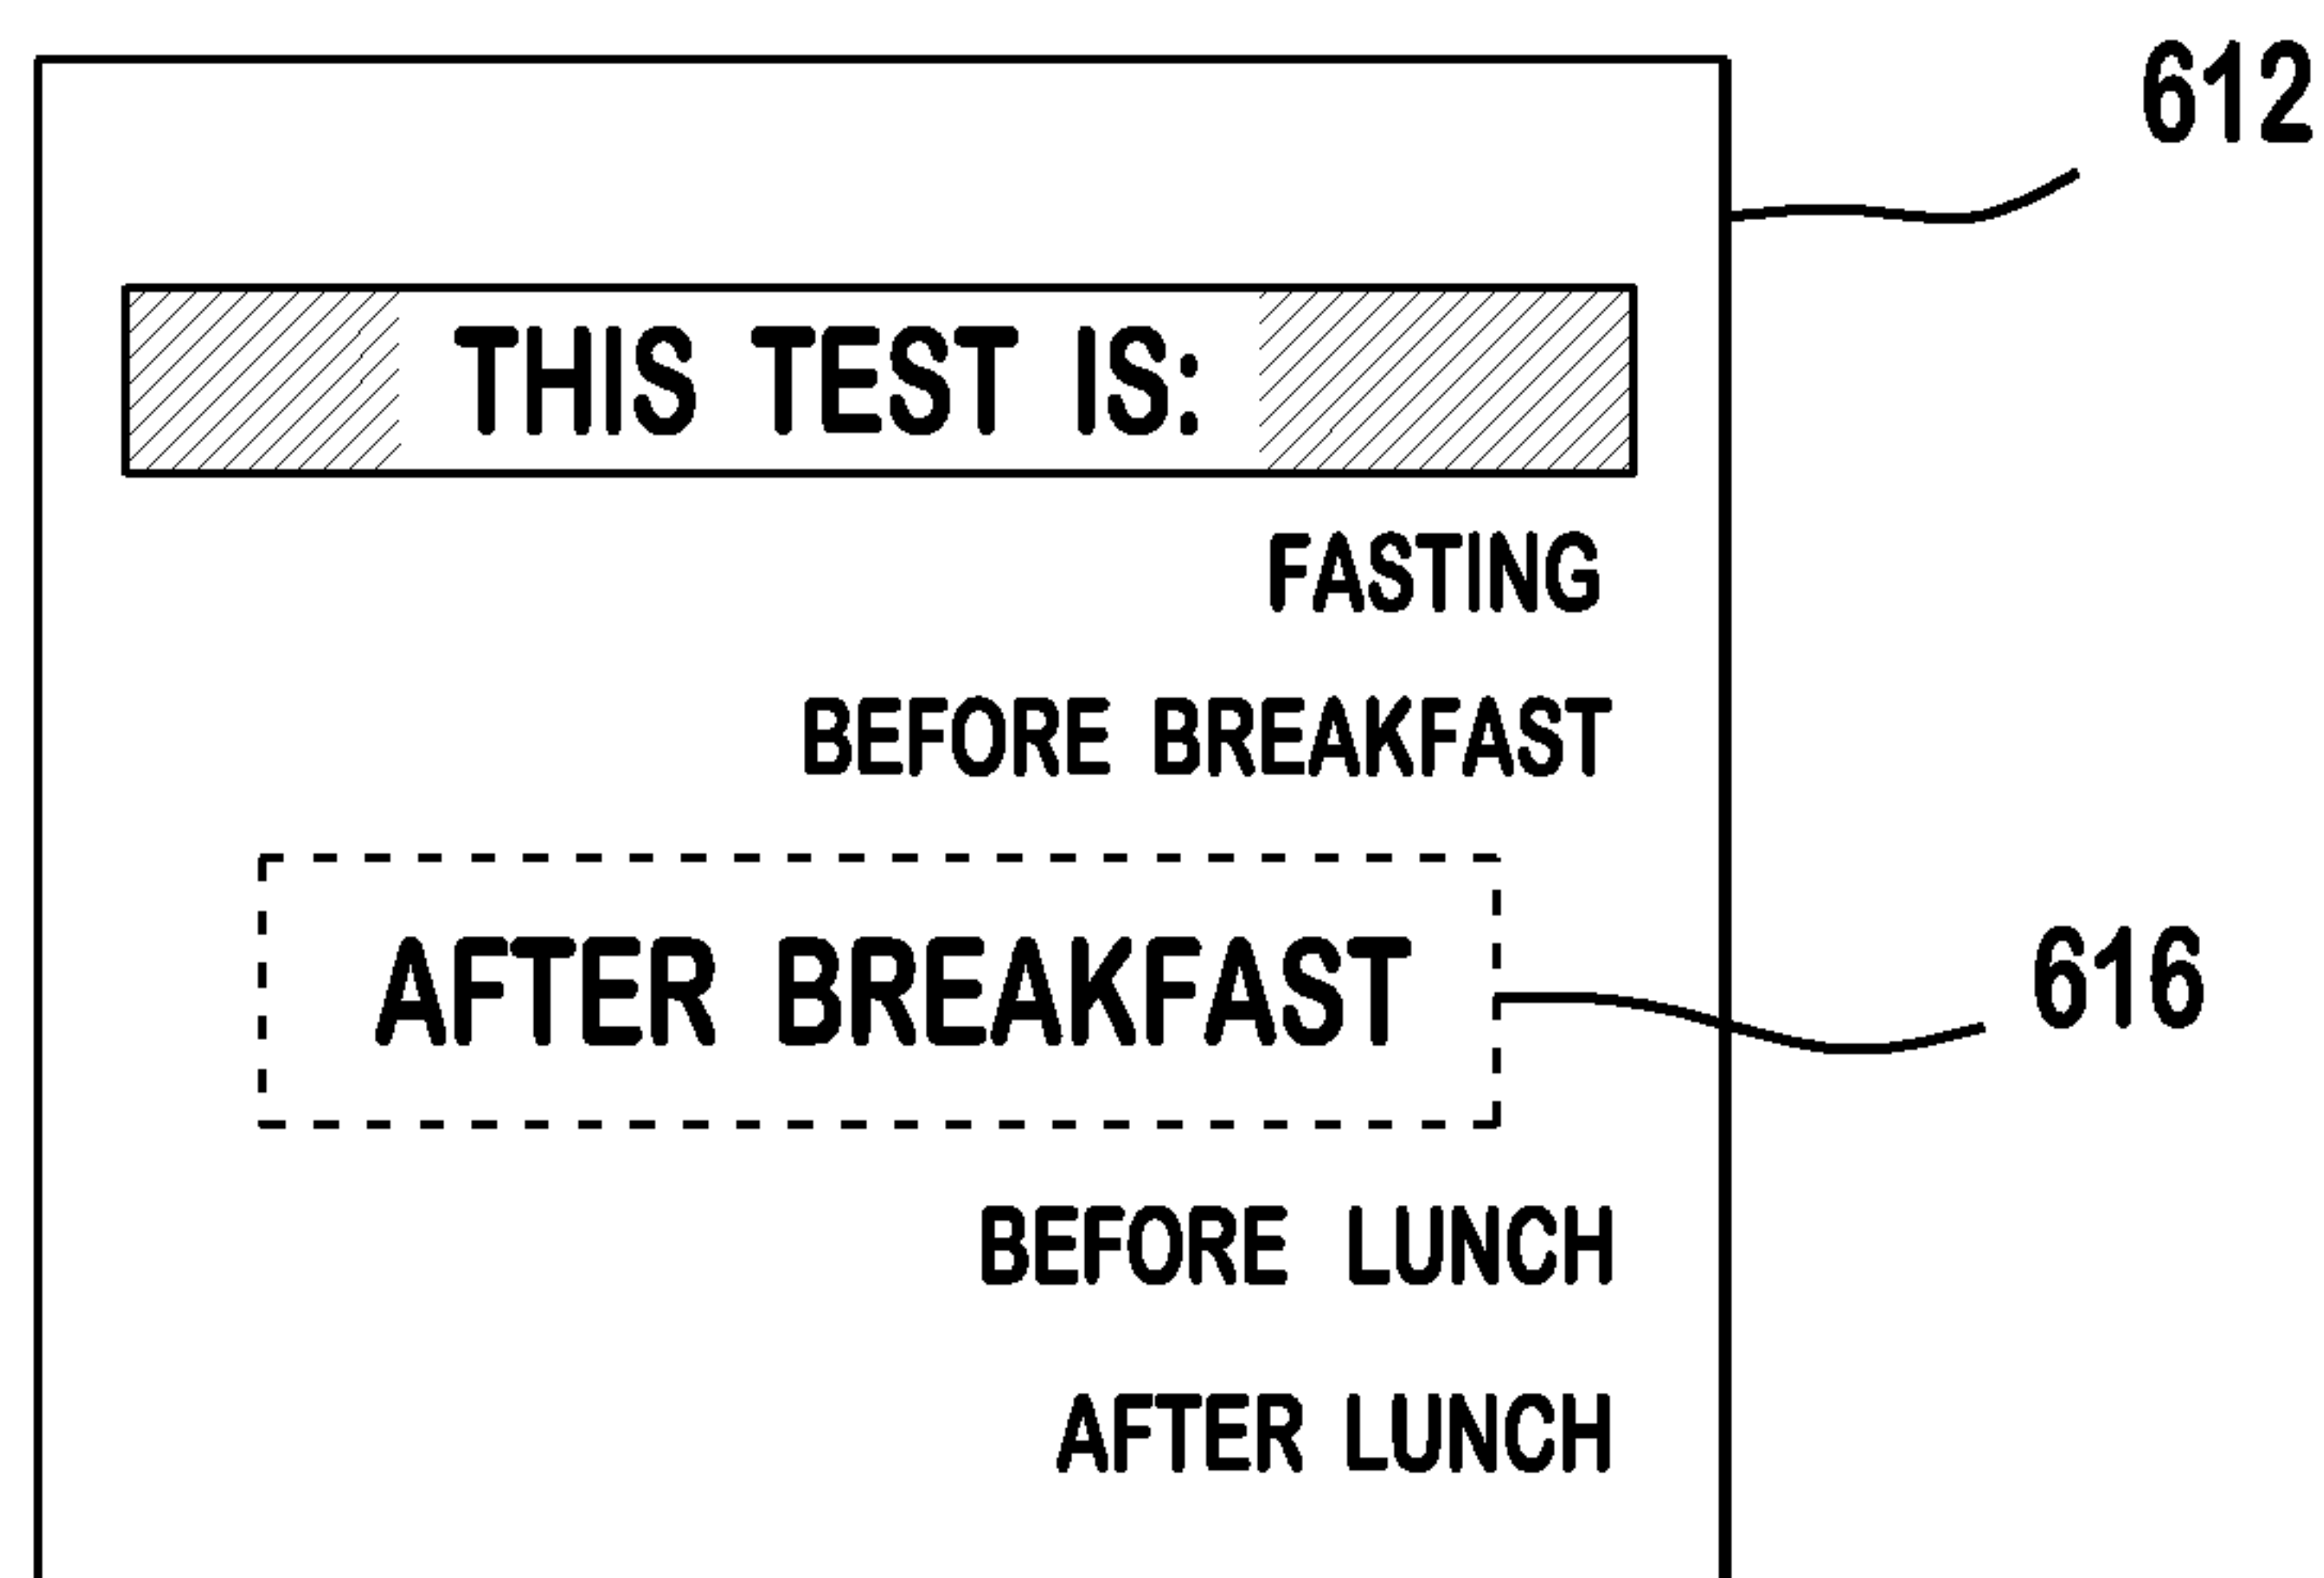 612
THIS TEST IS:
FASTING
BEFORE BREAKFAST
AFTER BREAKFAST
616
BEFORE LUNCH
AFTER LUNCH